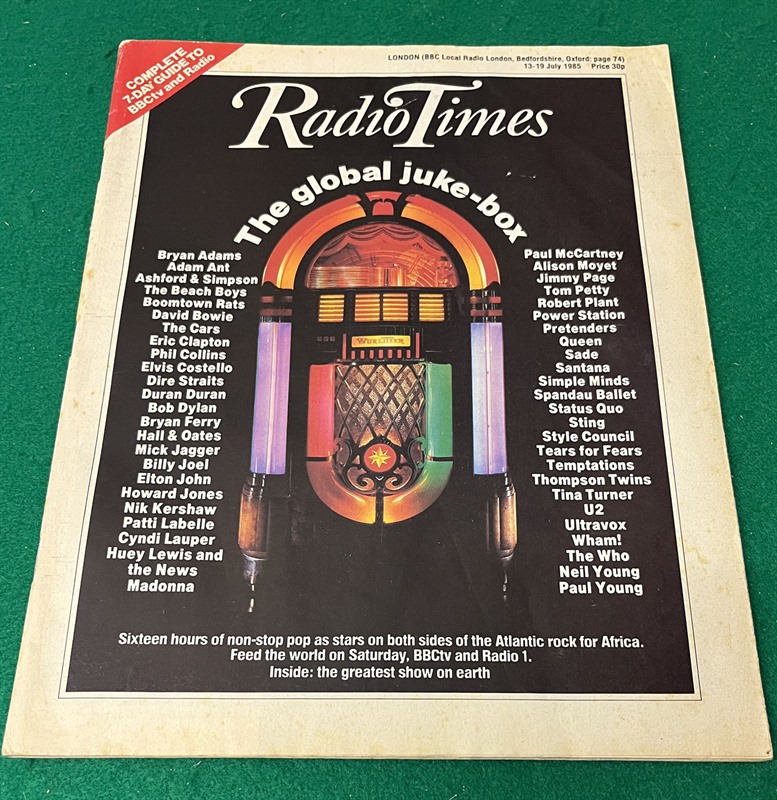 COMPLETE
7-DAY GUIDE TO
BBCtv and Radio
LONDON (BBC Local Radio London, Bedfordshire, Oxford: page 74)
13-19 July 1985 Price 30p
RadioTimes
The global juke-box
Bryan Adams
Adam Ant
Ashford & Simpson
The Beach Boys
Boomtown Rats
David Bowie
The Cars
Eric Clapton
Phil Collins
Elvis Costello
Dire Straits
Duran Duran
Bob Dylan
Bryan Ferry
Hall & Oates
Mick Jagger
Billy Joel
Elton John
Howard Jones
Nik Kershaw
Patti Labelle
Cyndi Lauper
Huey Lewis and
the News
Madonna
WURLITZER
Paul McCartney
Alison Moyet
Jimmy Page
Tom Petty
Robert Plant
Power Station
Pretenders
Queen
Sade
Santana
Simple Minds
Spandau Ballet
Status Quo
Sting
Style Council
Tears for Fears
Temptations
Thompson Twins
Tina Turner
U2
Ultravox
Wham!
The Who
Neil Young
Paul Young
Sixteen hours of non-stop pop as stars on both sides of the Atlantic rock for Africa.
Feed the world on Saturday, BBCtv and Radio 1.
Inside: the greatest show on earth